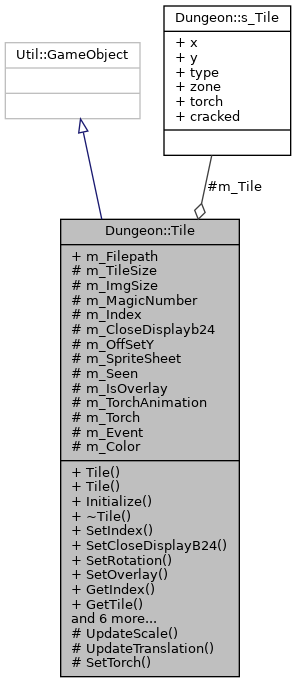 Dungeon::s_Tile
+ x
+ y
+ type
+ zone
+ torch
+ cracked
Util::GameObject
#m_Tile
Dungeon::Tile
+ m_Filepath
# m_TileSize
# m_ImgSize
# m_MagicNumber
# m_Index
# m_CloseDisplayb24
# m_OffSetY
# m_SpriteSheet
# m_Seen
# m_IsOverlay
# m_TorchAnimation
# m_Torch
# m_Event
# m_Color
+ Tile()
+ Tile()
+ Initialize()
+ ~Tile()
+ SetIndex()
+ SetCloseDisplayB24()
+ SetRotation()
+ SetOverlay()
+ GetIndex()
+ GetTile()
and 6 more...
# UpdateScale()
# UpdateTranslation()
# SetTorch()